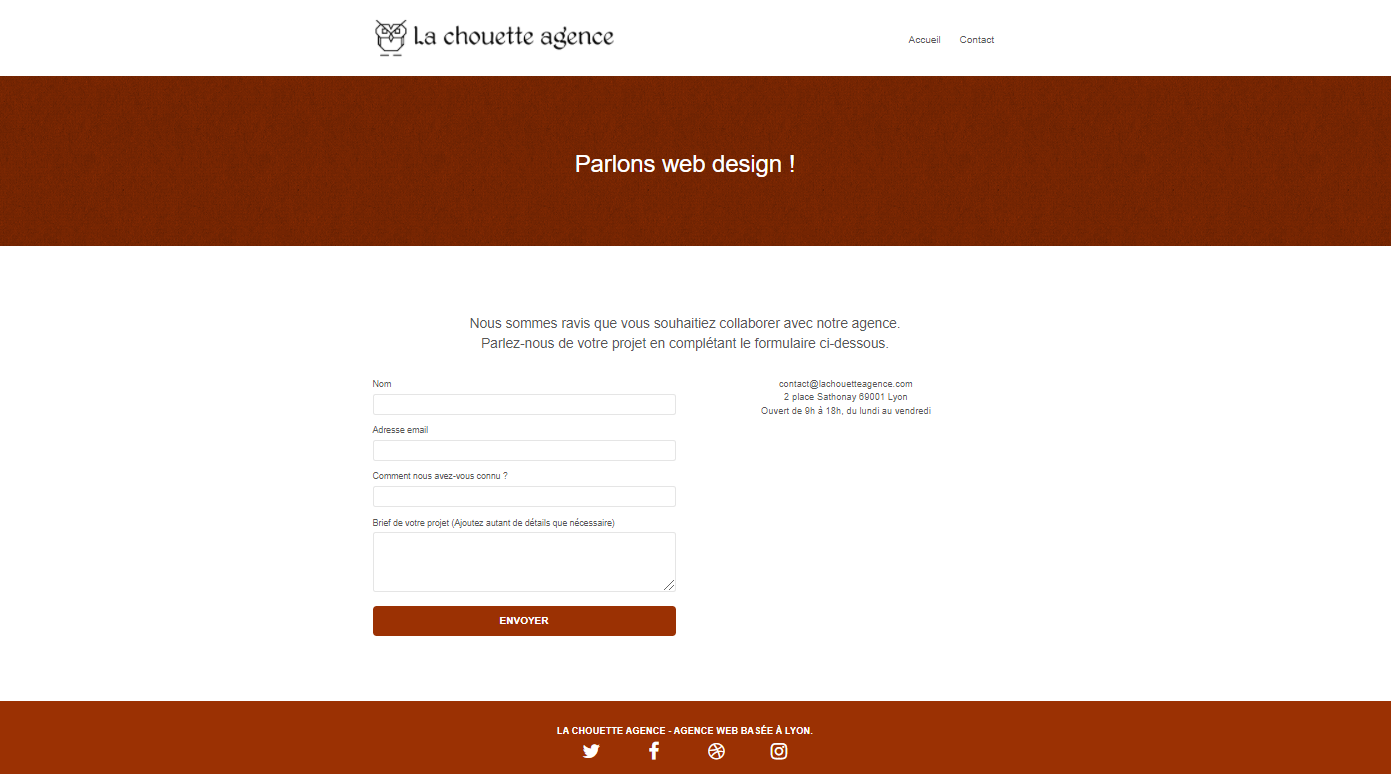 La chouette agence
Accueil
Contact
Parlons web design !
Nous sommes ravis que vous souhaitiez collaborer avec notre agence.
Parlez-nous de votre projet en complétant le formulaire ci-dessous.
Nom
Adresse email
Comment nous avez-vous connu ?
Brief de votre projet (Ajoutez autant de détails que nécessaire)
ENVOYER
contact@lachouetteagence.com
2 place Sathonay 69001 Lyon
Ouvert de 9h à 18h, du lundi au vendredi
LA CHOUETTE AGENCE - AGENCE WEB BASÉE À LYON.